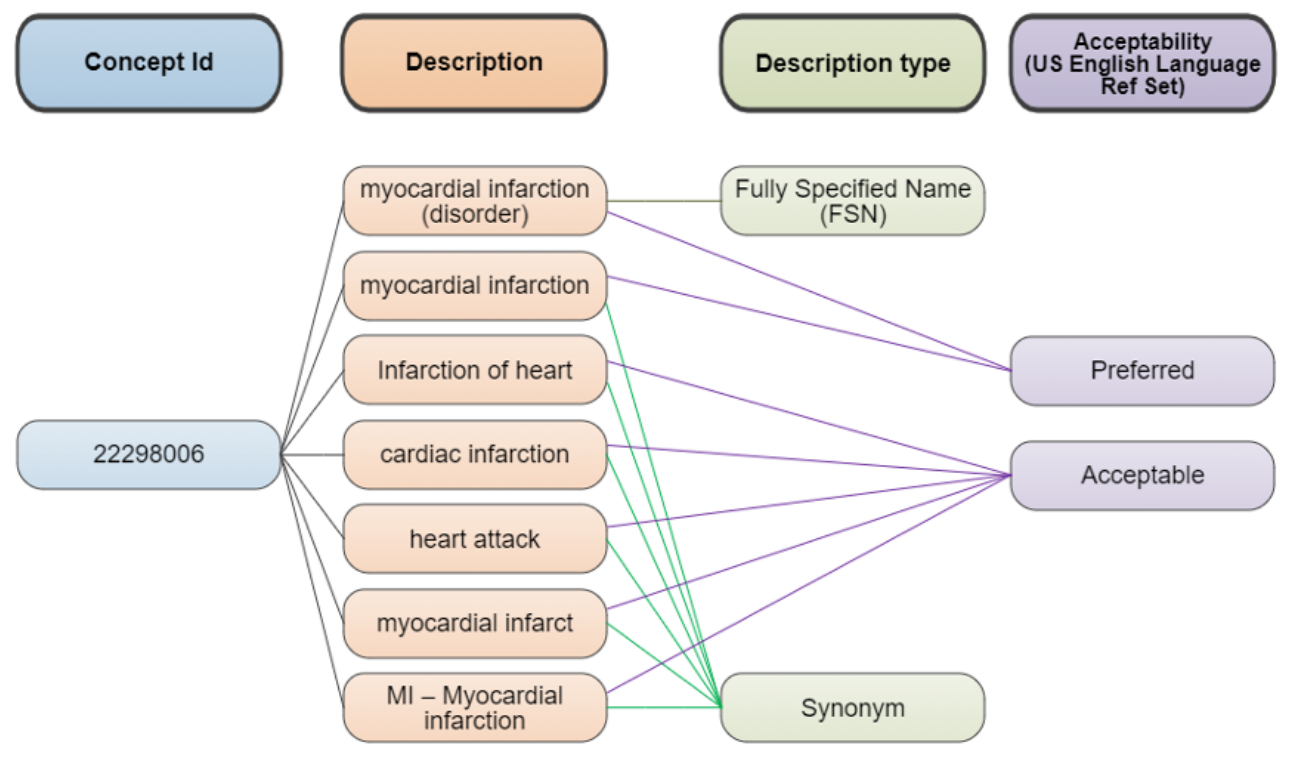 Concept Id
Description
Description type
Acceptability
(US English Language
Ref Set)
myocardial infarction
(disorder)
Fully Specified Name
(FSN)
myocardial infarction
Infarction of heart
Preferred
22298006
cardiac infarction
Acceptable
heart attack
myocardial infarct
MI – Myocardial
infarction
Synonym